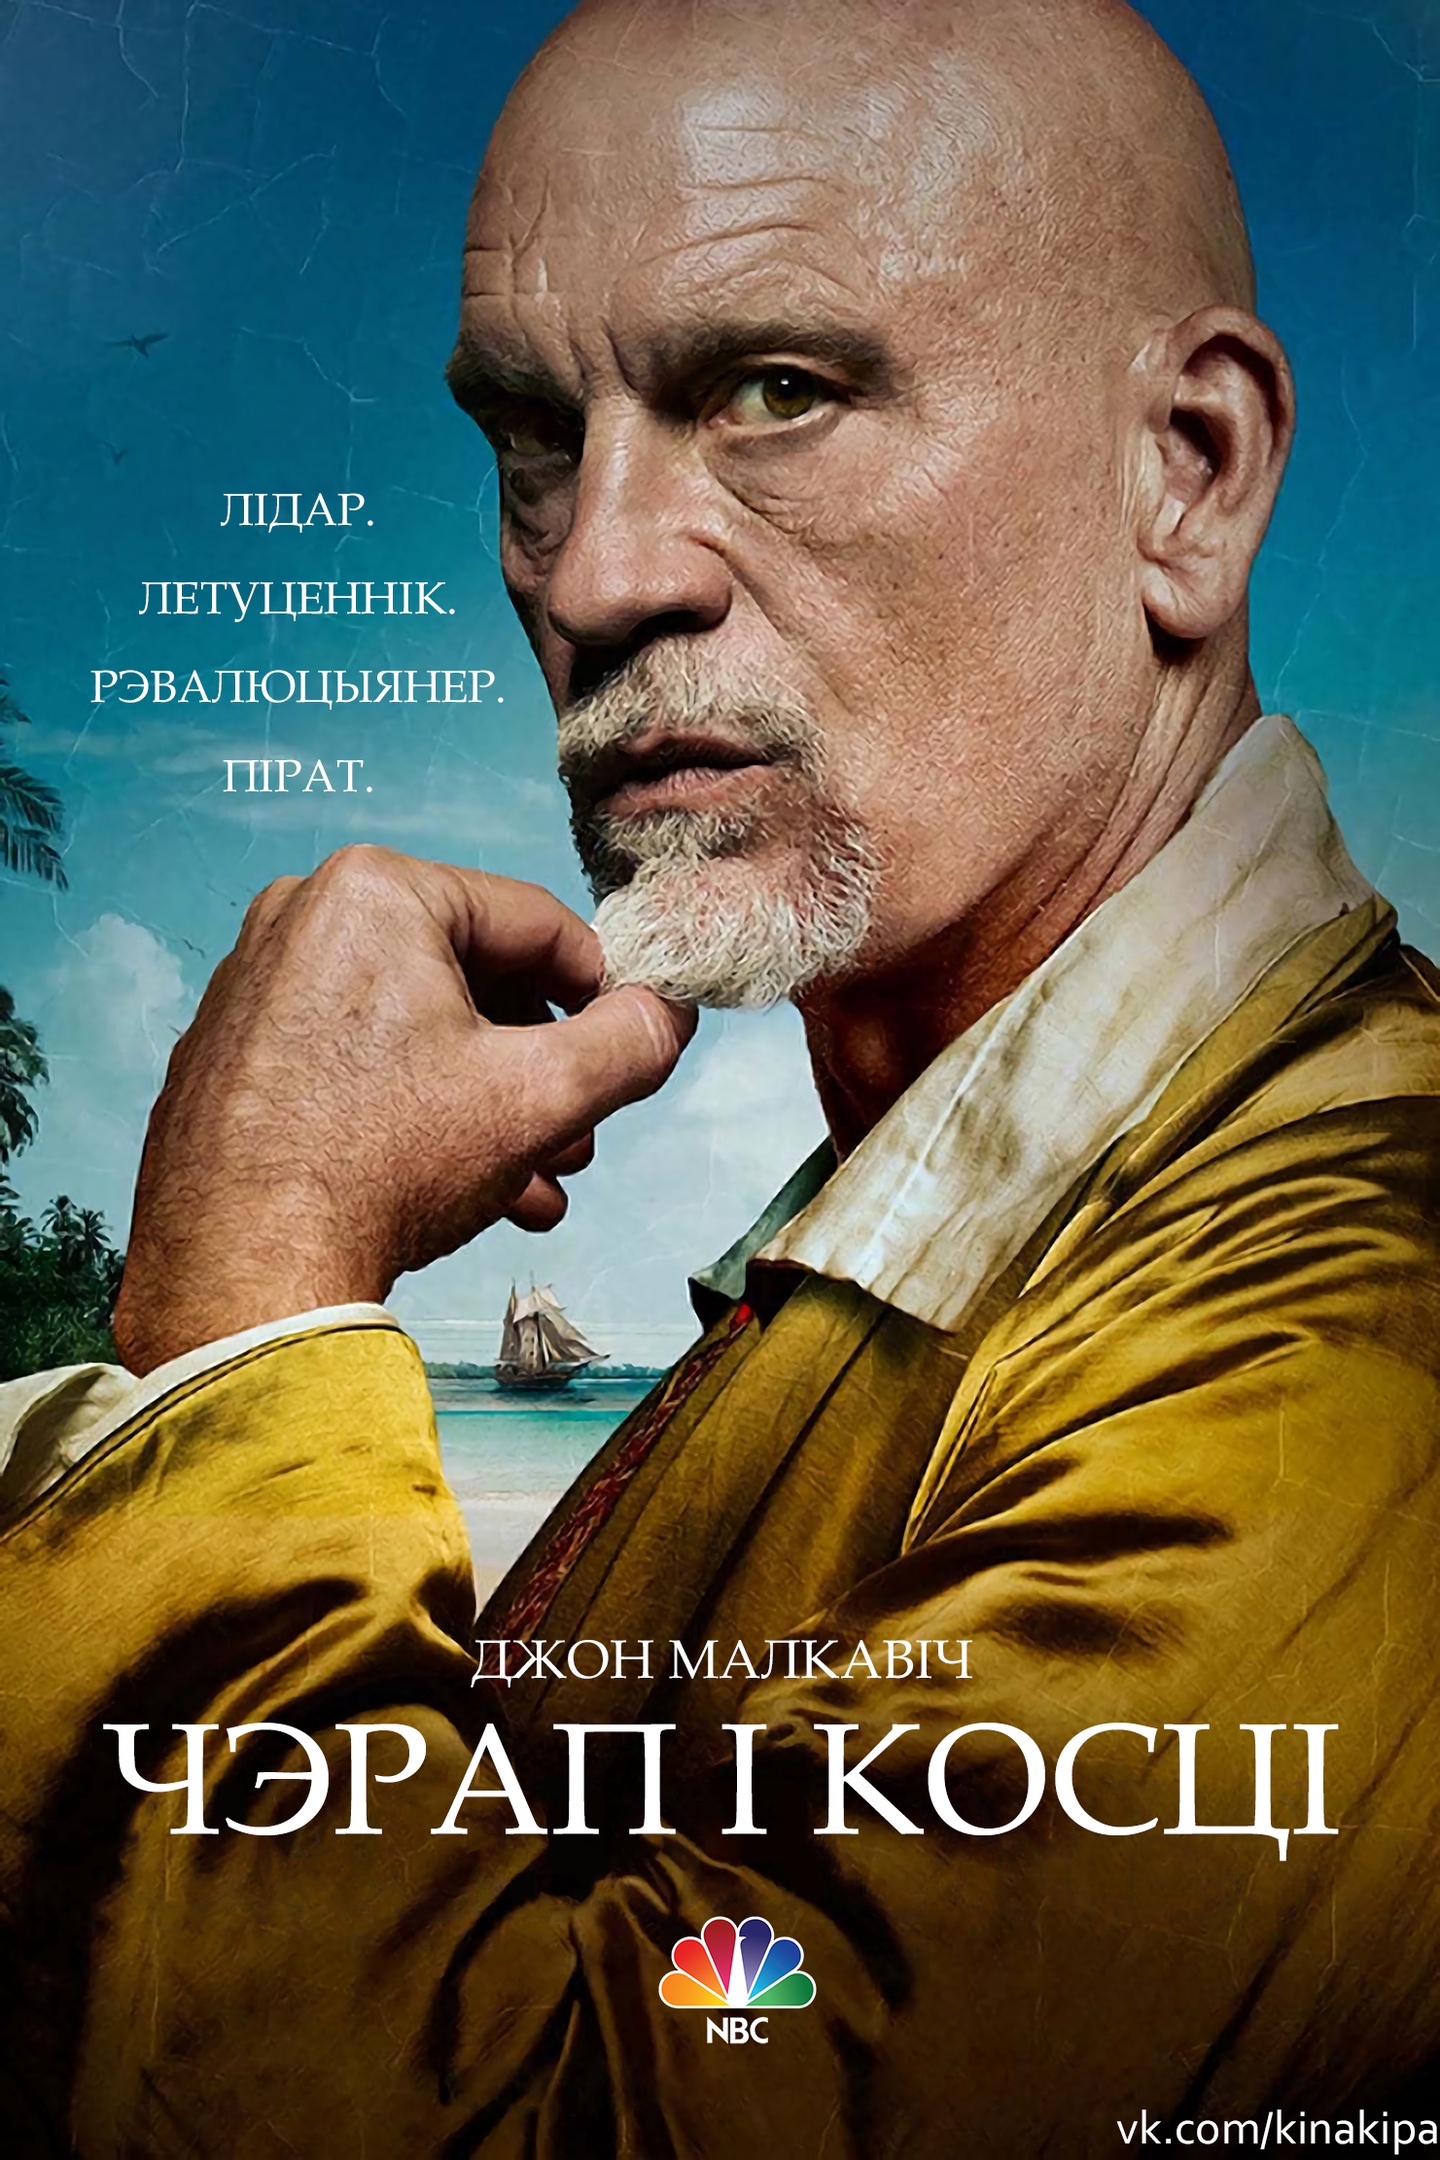 ЛІДАР.
ЛЕТУЦЕННІК.
РЭВАЛЮЦЫЯНЕР.
ПІРАТ.
ДЖОН МАЛКАВІЧ
ЧЭРАП І КОСЦІ
NBC
vk.com/kinakipa